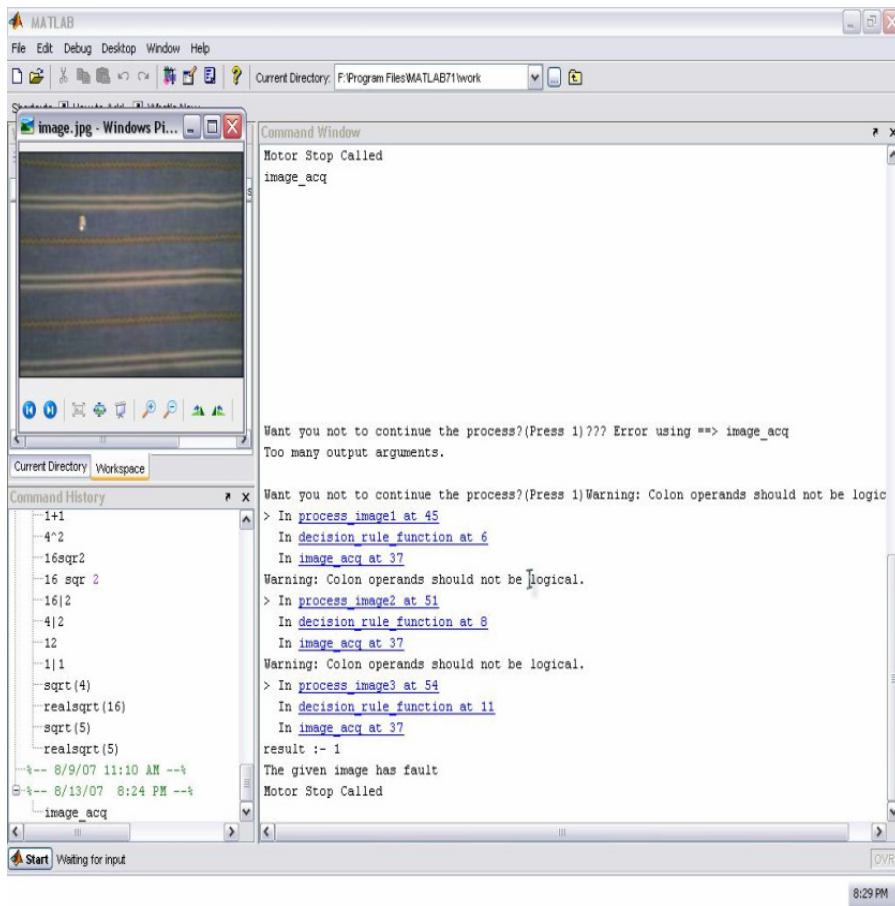 MATLAB
File Edit Debug Desktop Window Help
Current Directory: F:\Program Files\MATLAB71\work
image.jpg - Windows Pi...
Current Directory Workspace
Command History
1+1
4^2
16sqr2
16 sqr 2
16|2
4|2
12
1|1
sqrt(4)
realsqrt(16)
sqrt(5)
realsqrt(5)
%-- 8/9/07 11:10 AM --%
%-- 8/13/07 8:24 PM --%
image_acq
Command Window
Motor Stop Called
image_acq
Want you not to continue the process?(Press 1)??? Error using ==> image_acq
Too many output arguments.
Want you not to continue the process?(Press 1)Warning: Colon operands should not be logic
> In process_image1 at 45
In decision_rule_function at 6
In image_acq at 37
Warning: Colon operands should not be logical.
> In process_image2 at 51
In decision_rule_function at 8
In image_acq at 37
Warning: Colon operands should not be logical.
> In process_image3 at 54
In decision_rule_function at 11
In image_acq at 37
result :- 1
The given image has fault
Motor Stop Called
Start Waiting for input
OVR
8:29 PM